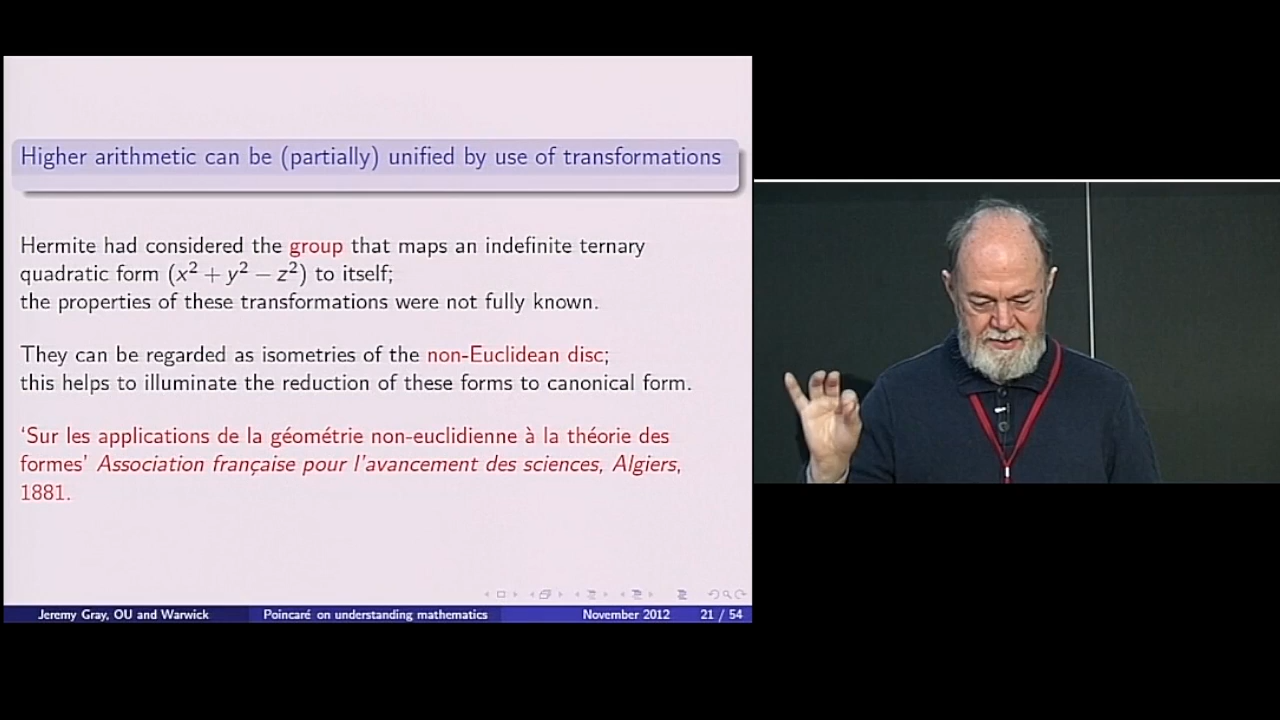 Higher arithmetic can be (partially) unified by use of transformations
Hermite had considered the group that maps an indefinite ternary
quadratic form (x² + y² − z²) to itself;
the properties of these transformations were not fully known.
They can be regarded as isometries of the non-Euclidean disc;
this helps to illuminate the reduction of these forms to canonical form.
‘Sur les applications de la géométrie non-euclidienne à la théorie des
formes’ Association française pour l’avancement des sciences, Algiers,
1881.
Jeremy Gray, OU and Warwick Poincaré on understanding mathematics November 2012 21 / 54